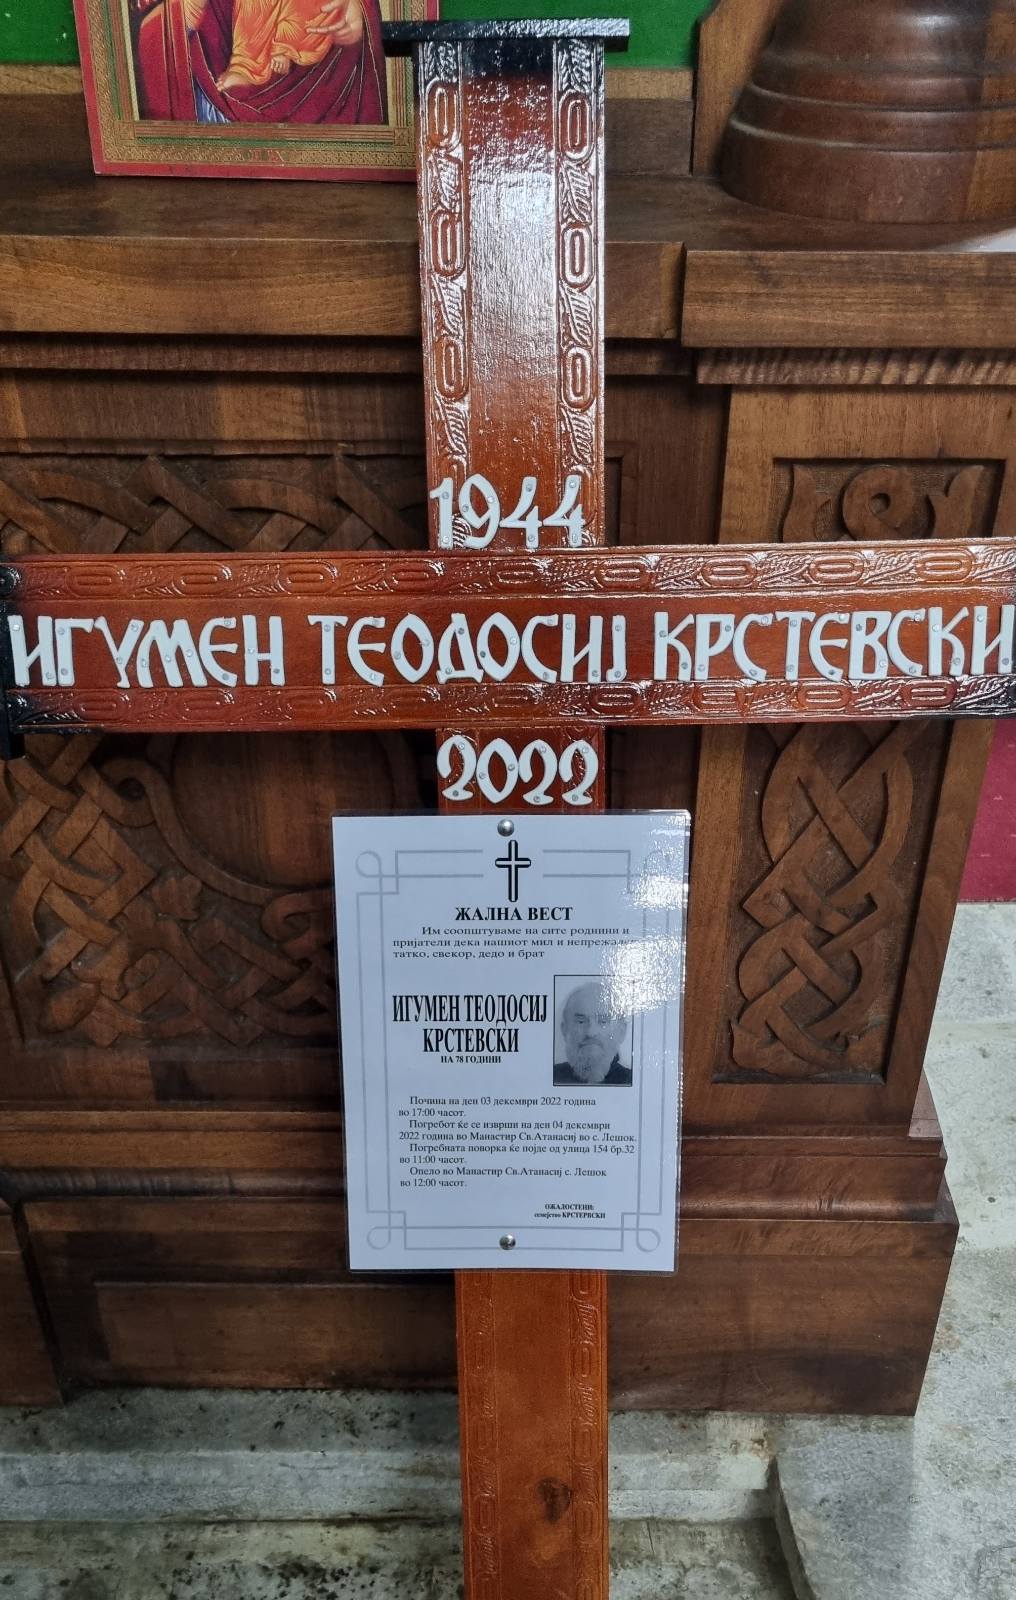 1944
ИГУМЕН ТЕОДОСИЈ КРСТЕВСКИ
2022
ЖАЛНА ВЕСТ
Им соопштуваме на сите роднини и
пријатели дека нашиот мил и
татко, свекор, дедо и брат
ИГУМЕН ТЕОДОСИЈ
КРСТЕВСКИ
НА 78 ГОДИНИ
Почина на ден 03 декември 2022 година
во 17:00 часот.
Погребот ќе се изврши на ден 04 декември
2022 година во Манастир Св.Атанасиј во с. Лешок.
Погребната поворка ќе појде од улица 154 бр.32
во 11:00 часот.
Опело во Манастир Св.Атанасиј с. Лешок
во 12:00 часот.
ОЖАЛОСТЕНИ:
семејство КРСТЕРВСКИ